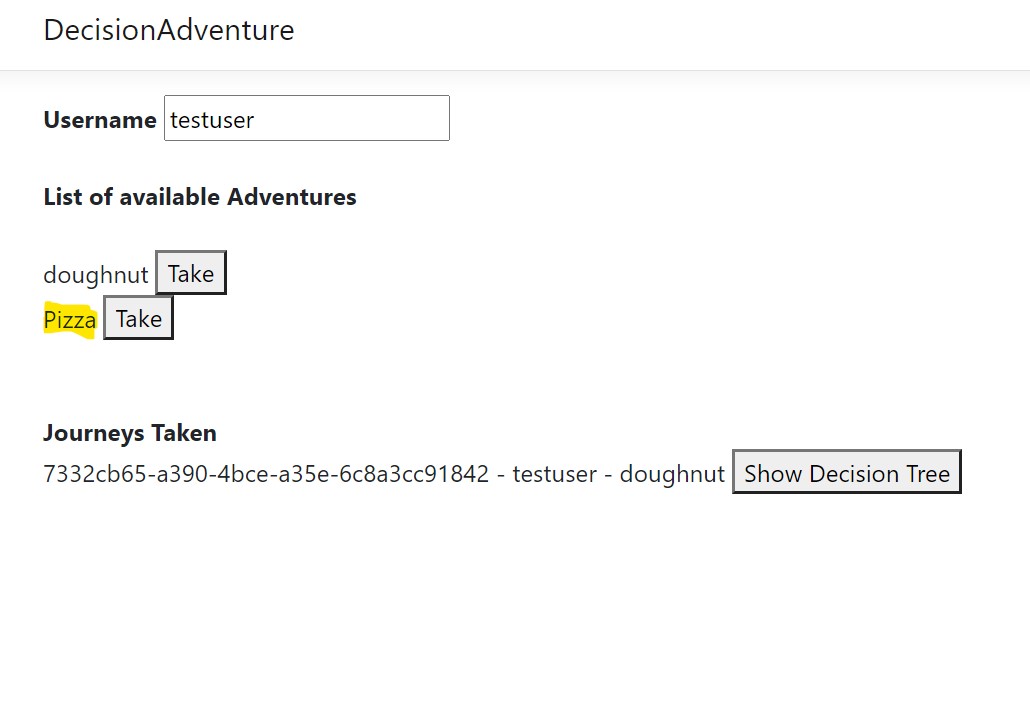 DecisionAdventure
Username testuser
List of available Adventures
doughnut Take
Pizza Take
Journeys Taken
7332cb65-a390-4bce-a35e-6c8a3cc91842 - testuser - doughnut Show Decision Tree